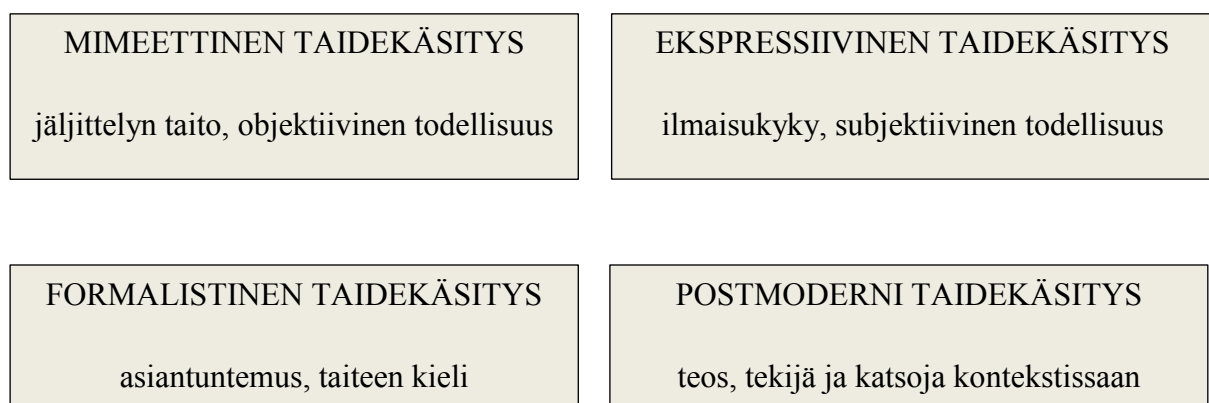 MIMEETTINEN TAIDEKÄSITYS
jäljittelyn taito, objektiivinen todellisuus
EKSPRESSIIVINEN TAIDEKÄSITYS
ilmaisukyky, subjektiivinen todellisuus
FORMALISTINEN TAIDEKÄSITYS
asiantuntemus, taiteen kieli
POSTMODERNI TAIDEKÄSITYS
teos, tekijä ja katsoja kontekstissaan